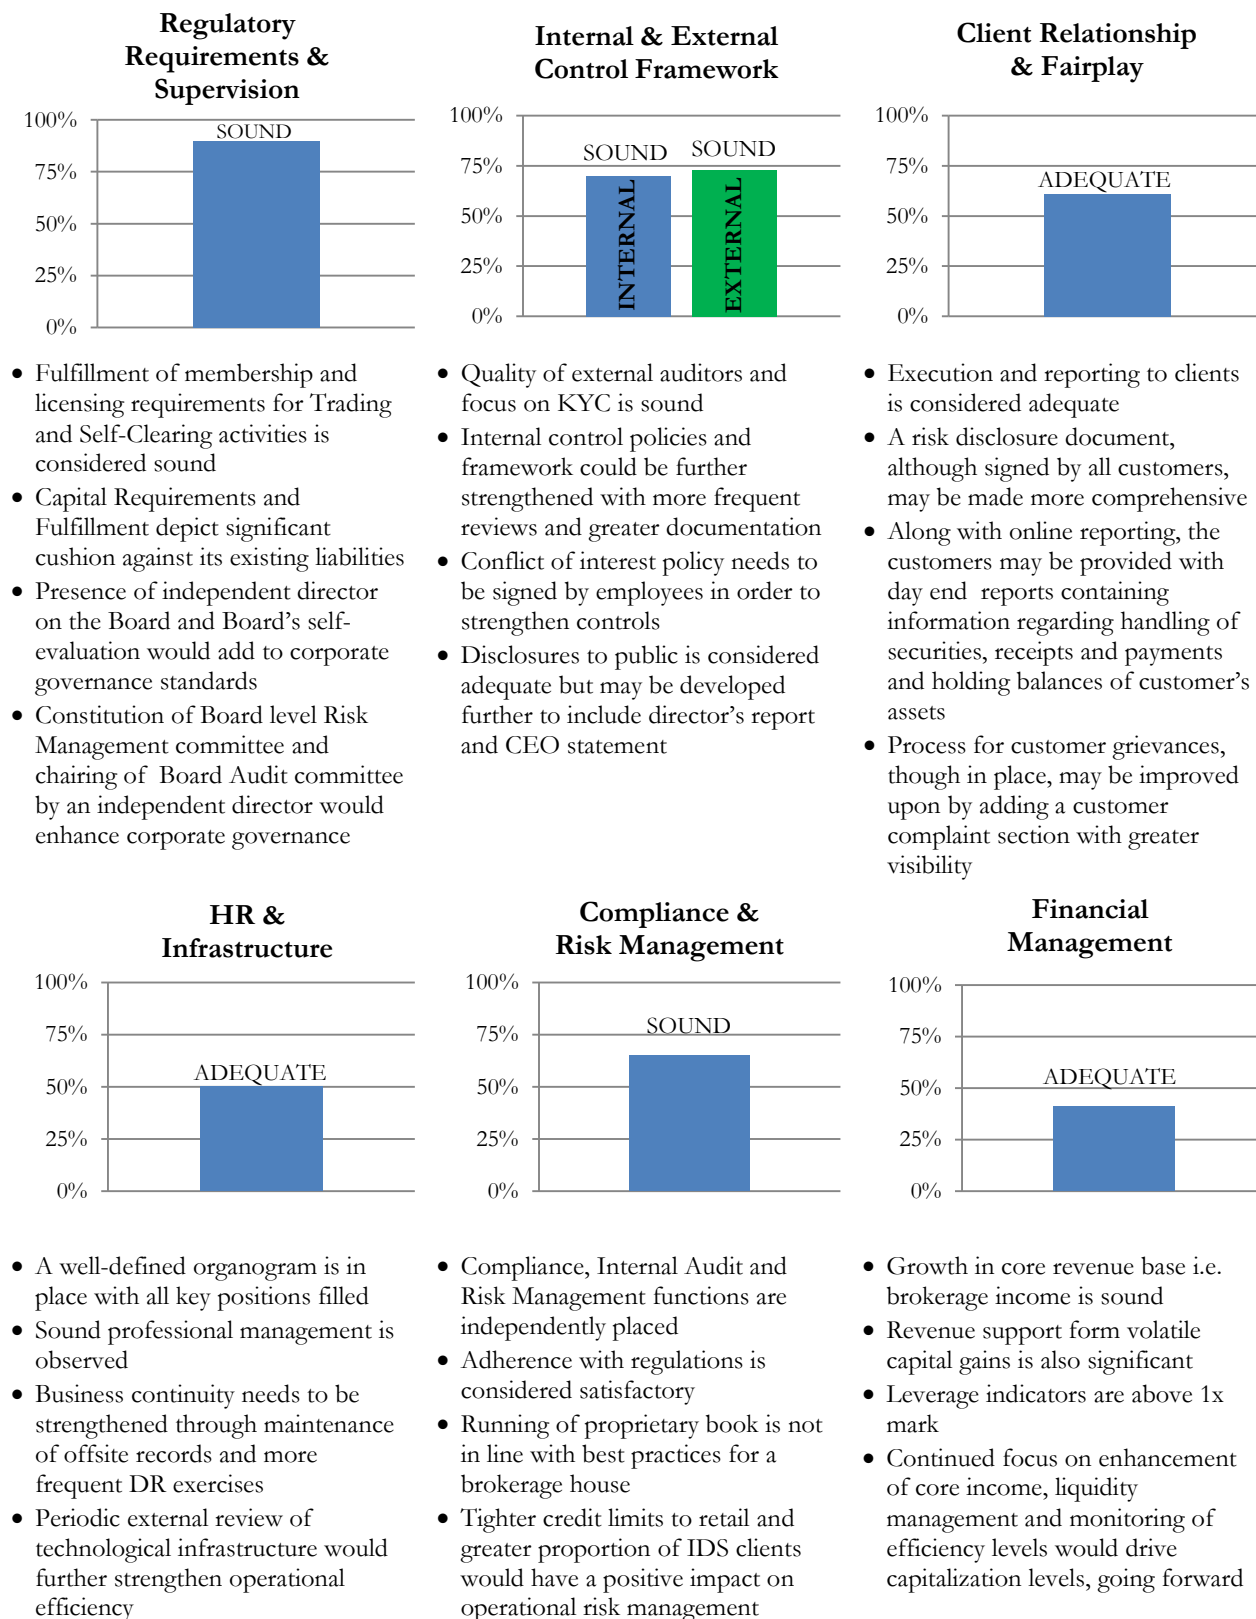 Regulatory
Requirements &
Supervision
100%
75%
50%
25%
0%
SOUND
• Fulfillment of membership and
licensing requirements for Trading
and Self-Clearing activities is
considered sound
• Capital Requirements and
Fulfillment depict significant
cushion against its existing liabilities
• Presence of independent director
on the Board and Board's self-
evaluation would add to corporate
governance standards
• Constitution of Board level Risk
Management committee and
chairing of Board Audit committee
by an independent director would
enhance corporate governance
Internal & External
Control Framework
100%
75%
50%
25%
0%
SOUND
SOUND
INTERNAL
EXTERNAL
• Quality of external auditors and
focus on KYC is sound
• Internal control policies and
framework could be further
strengthened with more frequent
reviews and greater documentation
• Conflict of interest policy needs to
be signed by employees in order to
strengthen controls
• Disclosures to public is considered
adequate but may be developed
further to include director's report
and CEO statement
Client Relationship
& Fairplay
100%
75%
50%
25%
0%
ADEQUATE
• Execution and reporting to clients
is considered adequate
• A risk disclosure document,
although signed by all customers,
may be made more comprehensive
• Along with online reporting, the
customers may be provided with
day end reports containing
information regarding handling of
securities, receipts and payments
and holding balances of customer's
assets
• Process for customer grievances,
though in place, may be improved
upon by adding a customer
complaint section with greater
visibility
HR &
Infrastructure
100%
75%
50%
25%
0%
ADEQUATE
• A well-defined organogram is in
place with all key positions filled
• Sound professional management is
observed
• Business continuity needs to be
strengthened through maintenance
of offsite records and more
frequent DR exercises
• Periodic external review of
technological infrastructure would
further strengthen operational
efficiency
Compliance &
Risk Management
100%
75%
50%
25%
0%
SOUND
• Compliance, Internal Audit and
Risk Management functions are
independently placed
• Adherence with regulations is
considered satisfactory
• Running of proprietary book is not
in line with best practices for a
brokerage house
• Tighter credit limits to retail and
greater proportion of IDS clients
would have a positive impact on
operational risk management
Financial
Management
100%
75%
50%
25%
0%
ADEQUATE
• Growth in core revenue base i.e.
brokerage income is sound
• Revenue support form volatile
capital gains is also significant
• Leverage indicators are above 1x
mark
• Continued focus on enhancement
of core income, liquidity
management and monitoring of
efficiency levels would drive
capitalization levels, going forward